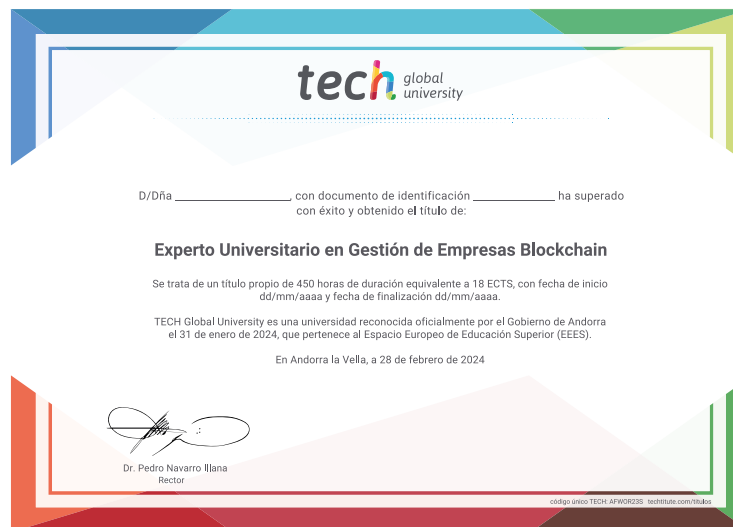 tech global university
D/Dña ____________, con documento de identificación ____________ ha superado
con éxito y obtenido el título de:
Experto Universitario en Gestión de Empresas Blockchain
Se trata de un título propio de 450 horas de duración equivalente a 18 ECTS, con fecha de inicio
dd/mm/aaaa y fecha de finalización dd/mm/aaaa.
TECH Global University es una universidad reconocida oficialmente por el Gobierno de Andorra
el 31 de enero de 2024, que pertenece al Espacio Europeo de Educación Superior (EEES).
En Andorra la Vella, a 28 de febrero de 2024
Dr. Pedro Navarro Illana
Rector
código único TECH: AFWOR23S techtitute.com/titulos